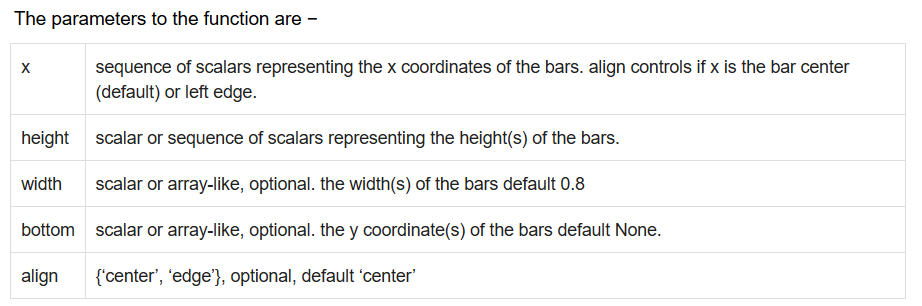 The parameters to the function are −
x
sequence of scalars representing the x coordinates of the bars. align controls if x is the bar center
(default) or left edge.
height
scalar or sequence of scalars representing the height(s) of the bars.
width
scalar or array-like, optional. the width(s) of the bars default 0.8
bottom
scalar or array-like, optional. the y coordinate(s) of the bars default None.
align
{‘center’, ‘edge’}, optional, default ‘center’